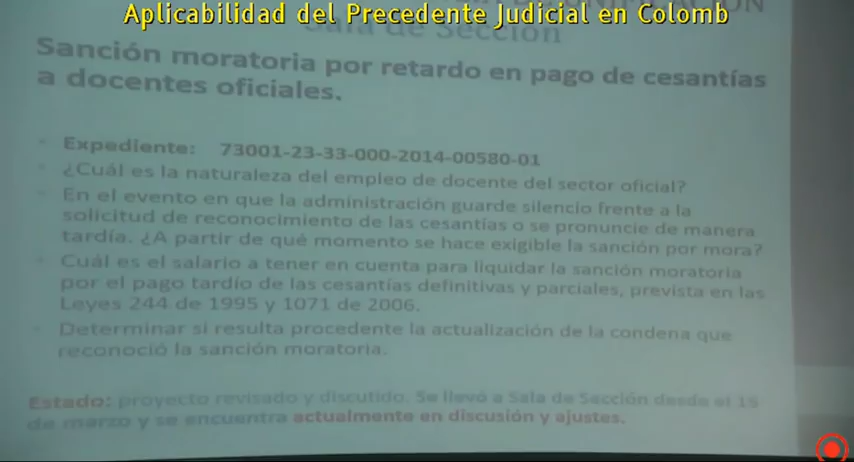 Aplicabilidad del Precedente Judicial en Colomb
Sala de Sección
Sanción moratoria por retardo en pago de cesantías
a docentes oficiales.
Expediente: 73001-23-33-000-2014-00580-01
¿Cuál es la naturaleza del empleo de docente del sector oficial?
En el evento en que la administración guarde silencio frente a la
solicitud de reconocimiento de las cesantías o se pronuncie de manera
tardía. ¿A partir de qué momento se hace exigible la sanción por mora?
Cuál es el salario a tener en cuenta para liquidar la sanción moratoria
por el pago tardío de las cesantías definitivas y parciales, prevista en las
Leyes 244 de 1995 y 1071 de 2006.
Determinar si resulta procedente la actualización de la condena que
reconoció la sanción moratoria.
Estado: proyecto revisado y discutido. Se llevó a Sala de Sección desde el 15
de marzo y se encuentra actualmente en discusión y ajustes.